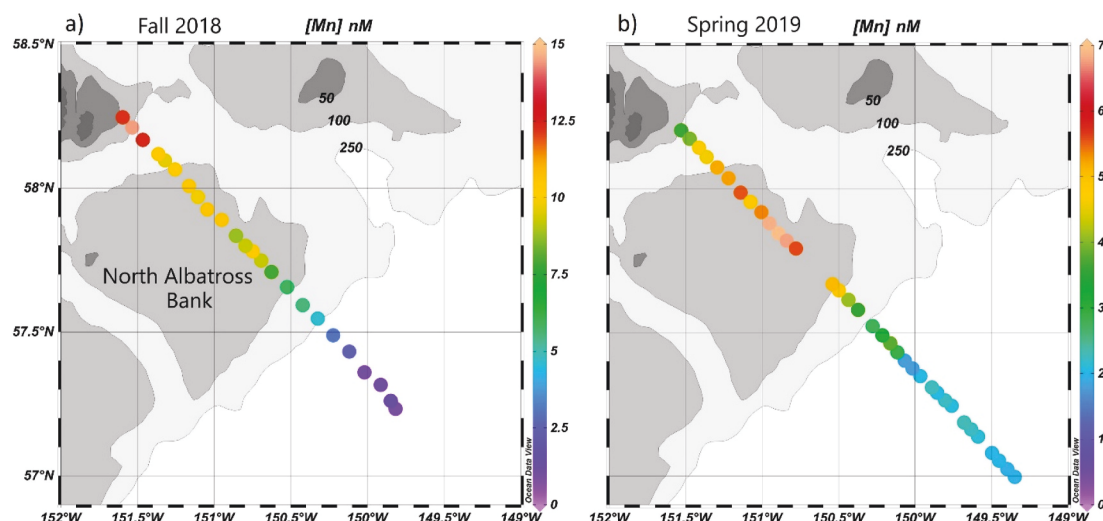 a) Fall 2018 [Mn] nM
58.5°N
58°N
57.5°N
57°N
152°W 151.5°W 151°W 150.5°W 150°W 149.5°W 149°W
50
100
250
North Albatross
Bank
15
12.5
10
7.5
5
2.5
0
Ocean Data View
b) Spring 2019 [Mn] nM
50
100
250
152°W 151.5°W 151°W 150.5°W 150°W 149.5°W 149°W
7
6
5
4
3
2
1
0
Ocean Data View